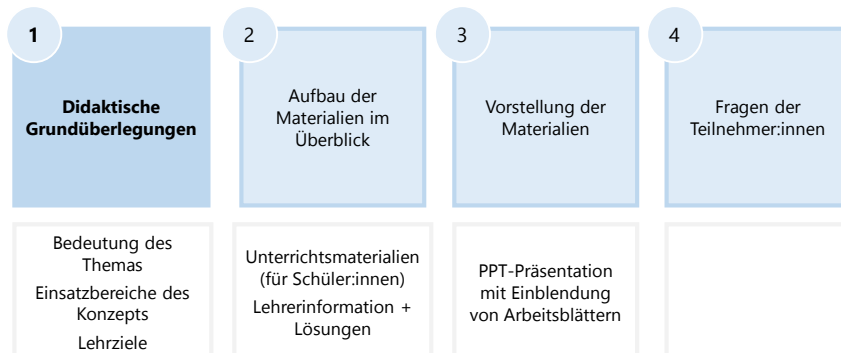 1
Didaktische
Grundüberlegungen
2
Aufbau der
Materialien im
Überblick
3
Vorstellung der
Materialien
4
Fragen der
Teilnehmer:innen
Bedeutung des
Themas
Einsatzbereiche des
Konzepts
Lehrziele
Unterrichtsmaterialien
(für Schüler:innen)
Lehrerinformation +
Lösungen
PPT-Präsentation
mit Einblendung
von Arbeitsblättern